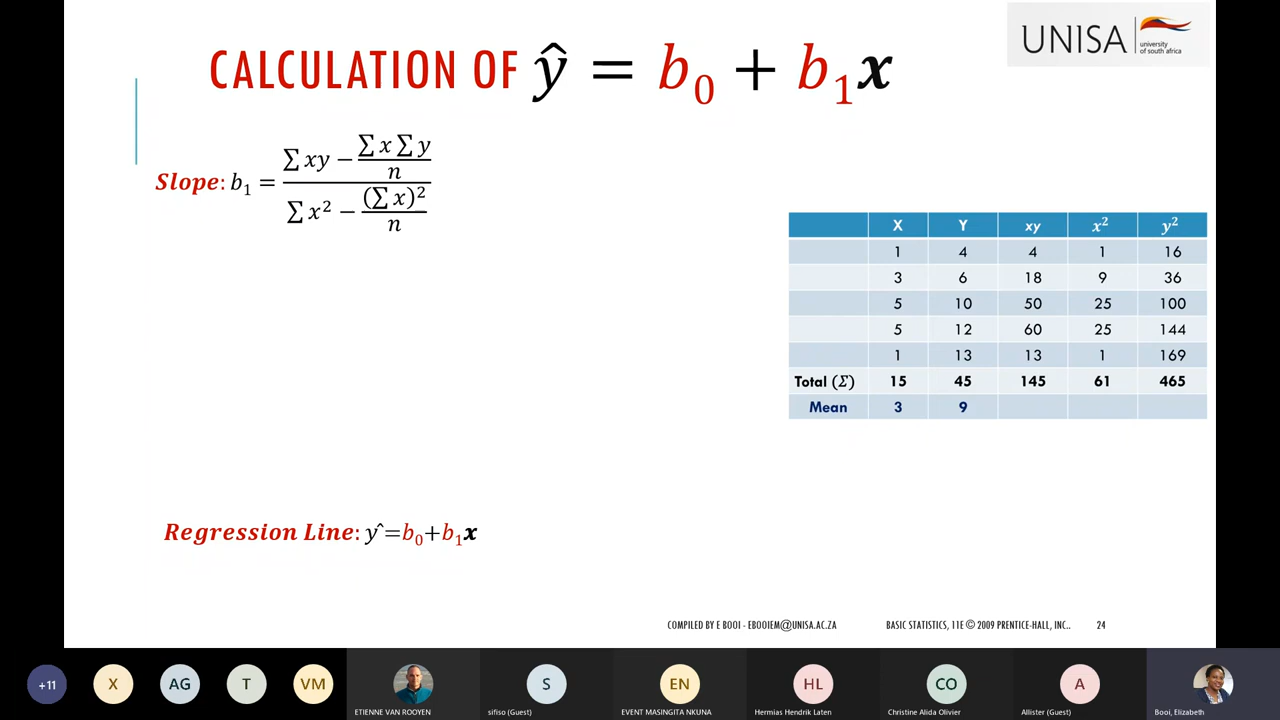 CALCULATION OF ŷ = b₀ + b₁x
UNISA university of south africa
Slope: b₁ = (∑ xy − (∑ x ∑ y)/n) / (∑ x² − (∑ x)²/n)
X Y xy x² y²
1 4 4 1 16
3 6 18 9 36
5 10 50 25 100
5 12 60 25 144
1 13 13 1 169
Total (Σ) 15 45 145 61 465
Mean 3 9
Regression Line: yˆ=b₀+b₁x
COMPILED BY E BOOI - EBOOIEM@UNISA.AC.ZA BASIC STATISTICS, 11E © 2009 PRENTICE-HALL, INC.. 24
+11 X AG T VM S EN HL CO A
ETIENNE VAN ROOYEN sifiso (Guest) EVENT MASINGITA NKUNA Hermias Hendrik Laten Christine Alida Olivier Allister (Guest) Booi, Elizabeth